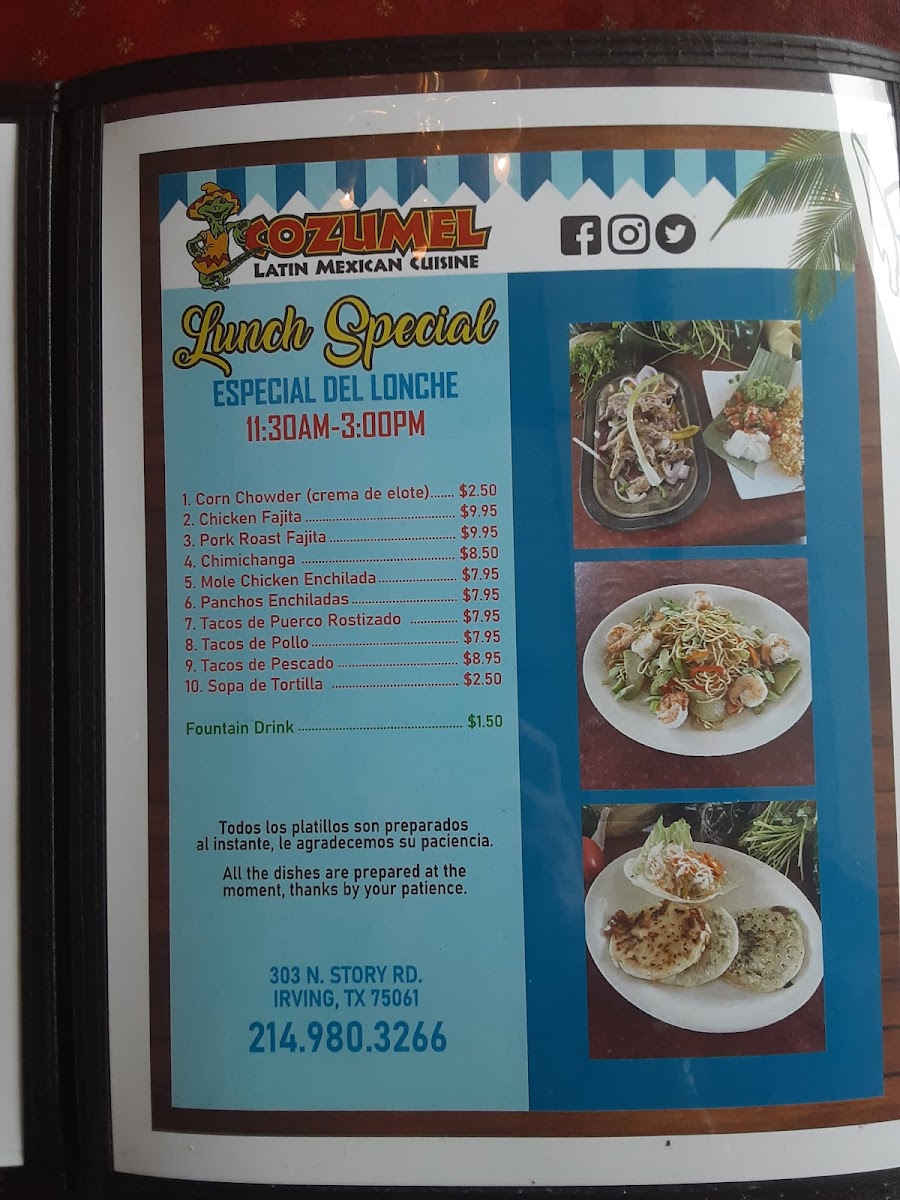 COZUMEL
LATIN MEXICAN CUISINE
Lunch Special
ESPECIAL DEL LONCHE
11:30AM-3:00PM
1. Corn Chowder (crema de elote)....... $2.50
2. Chicken Fajita ........................................ $9.95
3. Pork Roast Fajita .................................. $9.95
4. Chimichanga ......................................... $8.50
5. Mole Chicken Enchilada..................... $7.95
6. Panchos Enchiladas............................ $7.95
7. Tacos de Puerco Rostizado ............. $7.95
8. Tacos de Pollo....................................... $7.95
9. Tacos de Pescado ................................ $8.95
10. Sopa de Tortilla .................................. $2.50
Fountain Drink ............................................ $1.50
Todos los platillos son preparados
al instante, le agradecemos su paciencia.
All the dishes are prepared at the
moment, thanks by your patience.
303 N. STORY RD.
IRVING, TX 75061
214.980.3266